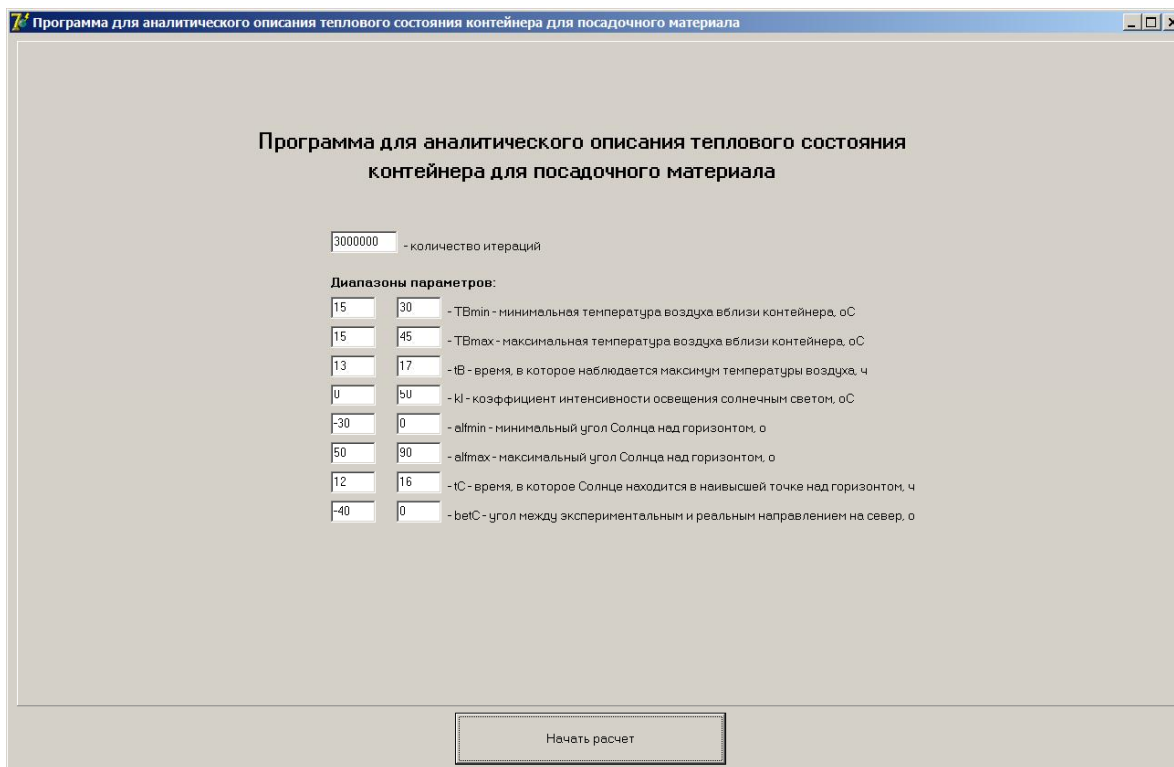 Программа для аналитического описания теплового состояния контейнера для посадочного материала
Программа для аналитического описания теплового состояния
контейнера для посадочного материала
3000000 - количество итераций
Диапазоны параметров:
15 30 - TBmin - минимальная температура воздуха вблизи контейнера, оС
15 45 - TBmax - максимальная температура воздуха вблизи контейнера, оС
13 17 - tB - время, в которое наблюдается максимум температуры воздуха, ч
0 50 - kI - коэффициент интенсивности освещения солнечным светом, оС
-30 0 - alfmin - минимальный угол Солнца над горизонтом, о
50 90 - alfmax - максимальный угол Солнца над горизонтом, о
12 16 - tC - время, в которое Солнце находится в наивысшей точке над горизонтом, ч
-40 0 - betC - угол между экспериментальным и реальным направлением на север, о
Начать расчет